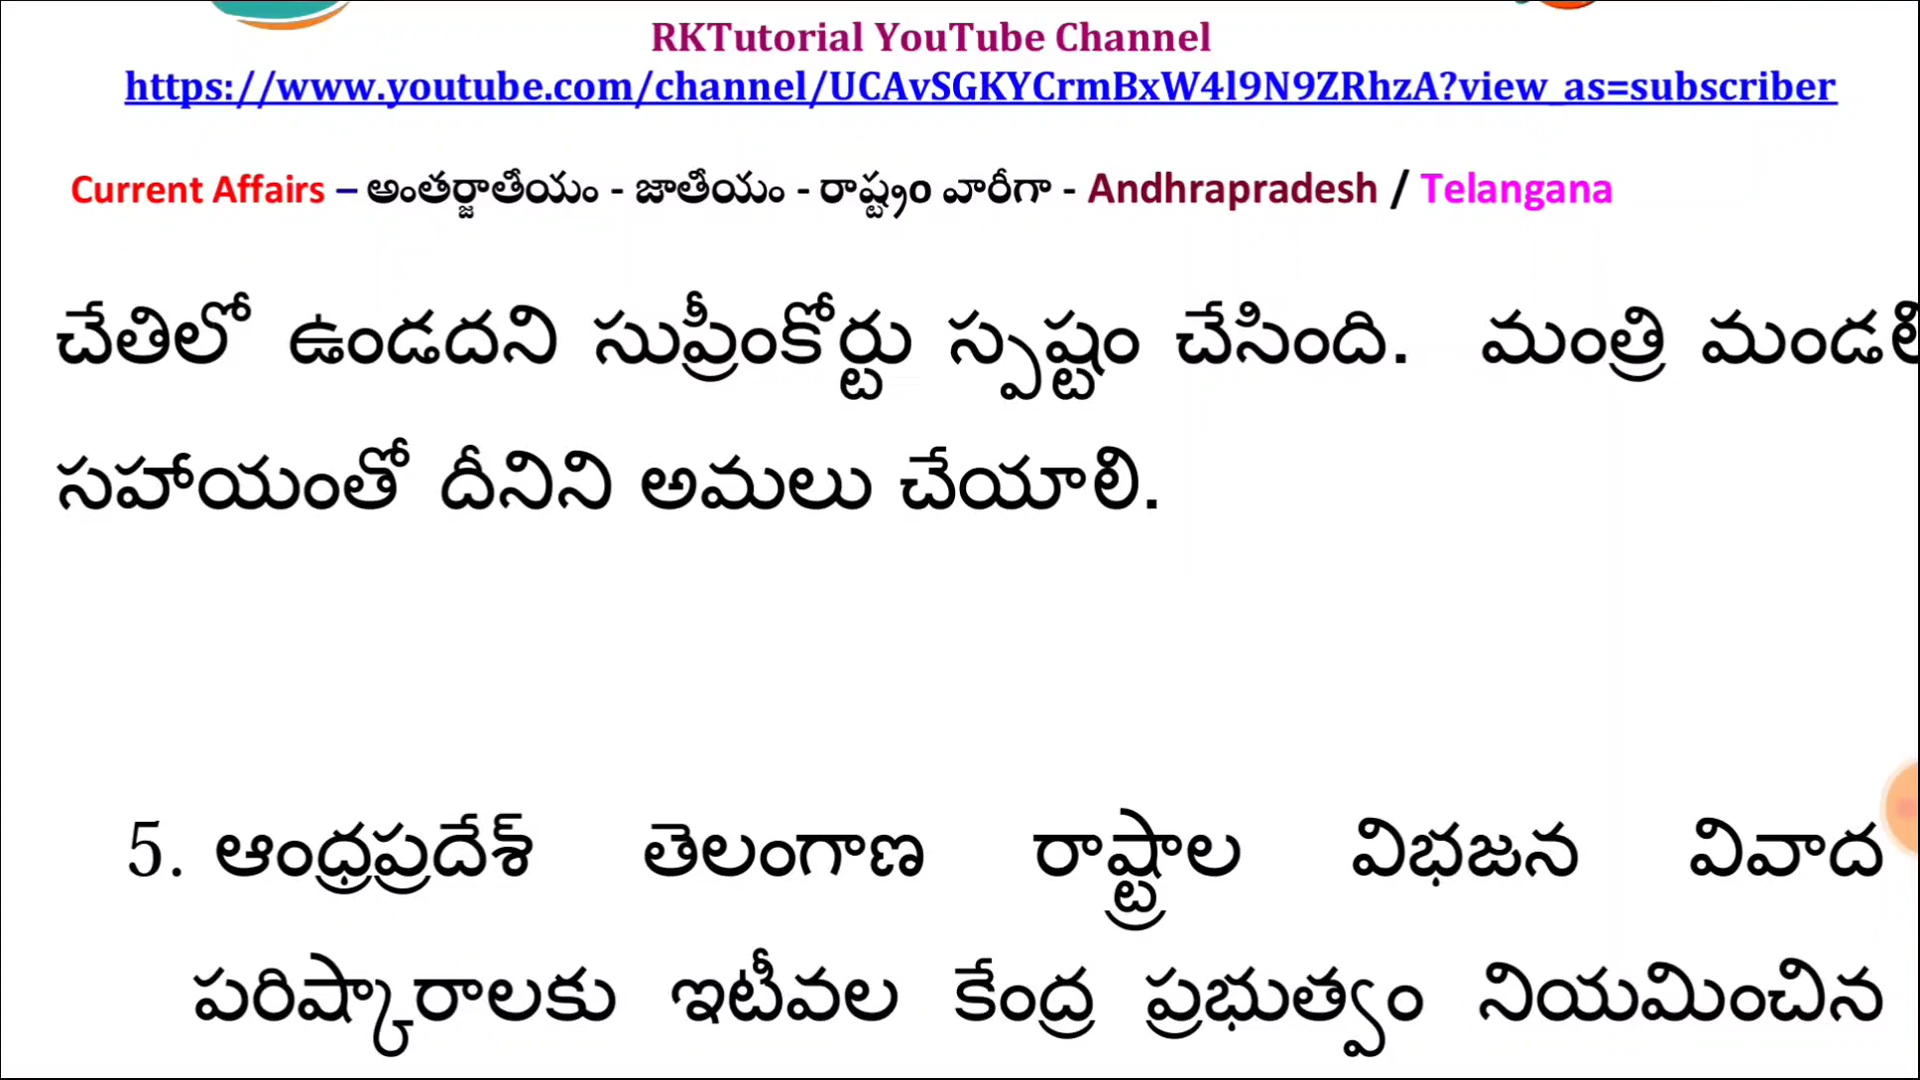 RKTutorial YouTube Channel
https://www.youtube.com/channel/UCAvSGKYCrmBxW4l9N9ZRhzA?view_as=subscriber
Current Affairs – అంతర్జాతీయం - జాతీయం - రాష్ట్రం వారీగా - Andhrapradesh / Telangana
చేతిలో ఉండదని సుప్రీంకోర్టు స్పష్టం చేసింది. మంత్రి మండలి
సహాయంతో దీనిని అమలు చేయాలి.
5. ఆంధ్రప్రదేశ్ తెలంగాణ రాష్ట్రాల విభజన వివాద
పరిష్కారాలకు ఇటీవల కేంద్ర ప్రభుత్వం నియమించిన